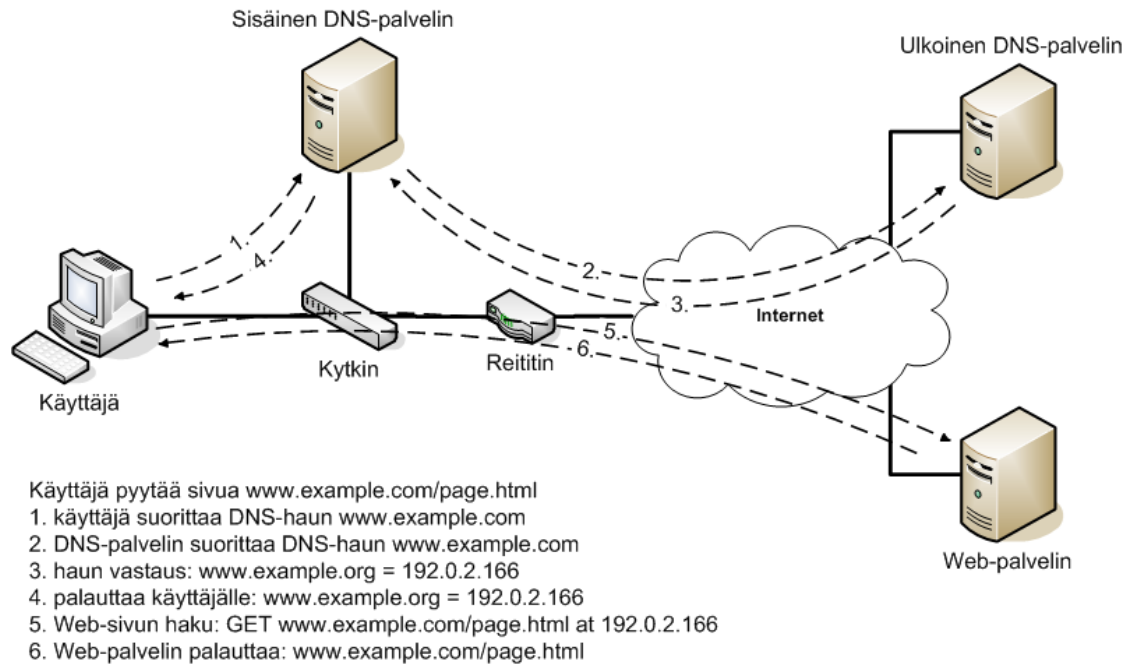 Sisäinen DNS-palvelin
Ulkoinen DNS-palvelin
1.
4.
2.
3.
Internet
5.
6.
Kytkin
Reititin
Käyttäjä
Web-palvelin
Käyttäjä pyytää sivua www.example.com/page.html
1. käyttäjä suorittaa DNS-haun www.example.com
2. DNS-palvelin suorittaa DNS-haun www.example.com
3. haun vastaus: www.example.org = 192.0.2.166
4. palauttaa käyttäjälle: www.example.org = 192.0.2.166
5. Web-sivun haku: GET www.example.com/page.html at 192.0.2.166
6. Web-palvelin palauttaa: www.example.com/page.html